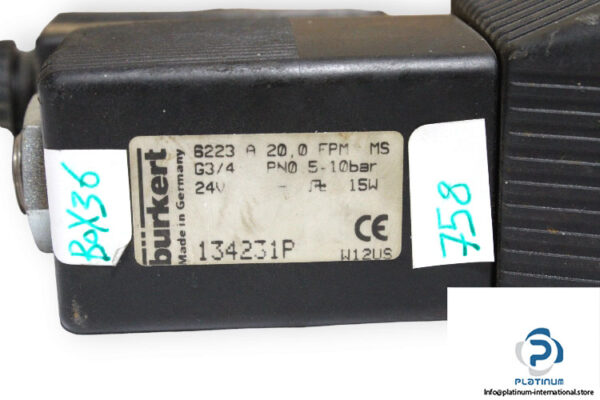 BOX36
burkert
Made in Germany
6223 A 20,0 FPM MS
G3/4 PN0 5-10bar
24V 15W
CE
134231P
W12US
758
PLATINUM
Info@platinum-international.store